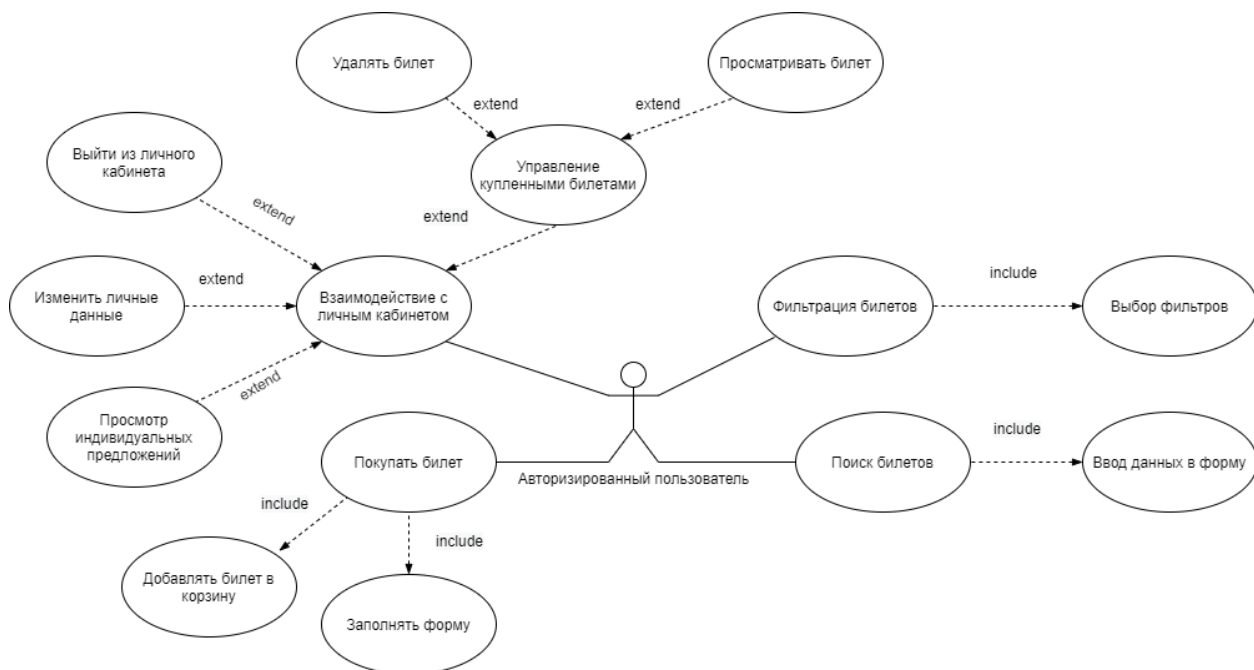 Удалять билет
Просматривать билет
extend
extend
Выйти из личного
кабинета
Управление
купленными билетами
extend
extend
Изменить личные
данные
extend
Взаимодействие с
личным кабинетом
Фильтрация билетов
include
Выбор фильтров
extend
Просмотр
индивидуальных
предложений
Покупать билет
Авторизированный пользователь
Поиск билетов
include
Ввод данных в форму
include
include
Добавлять билет в
корзину
Заполнять форму